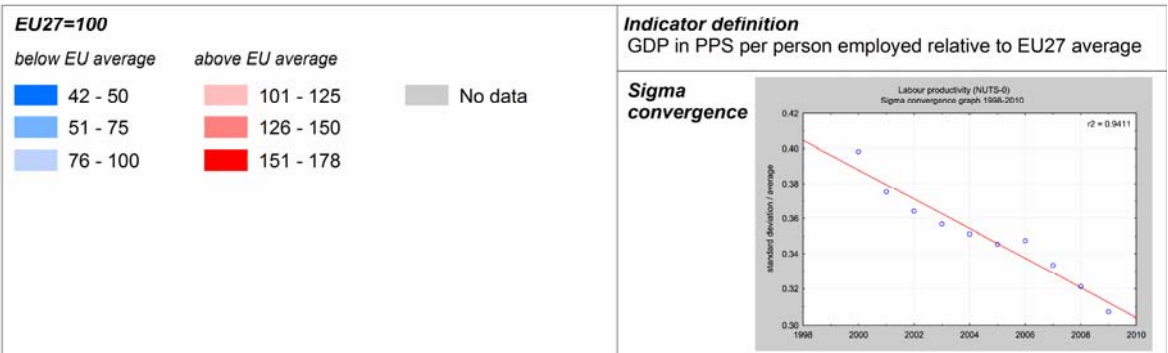 EU27=100
below EU average
above EU average
42 - 50
101 - 125
No data
51 - 75
126 - 150
76 - 100
151 - 178
Indicator definition
GDP in PPS per person employed relative to EU27 average
Sigma
convergence
Labour productivity (NUTS-0)
Sigma convergence graph 1998-2010
r2 = 0.9411
standard deviation / average
0.42
0.40
0.38
0.36
0.34
0.32
0.30
1998 2000 2002 2004 2006 2008 2010